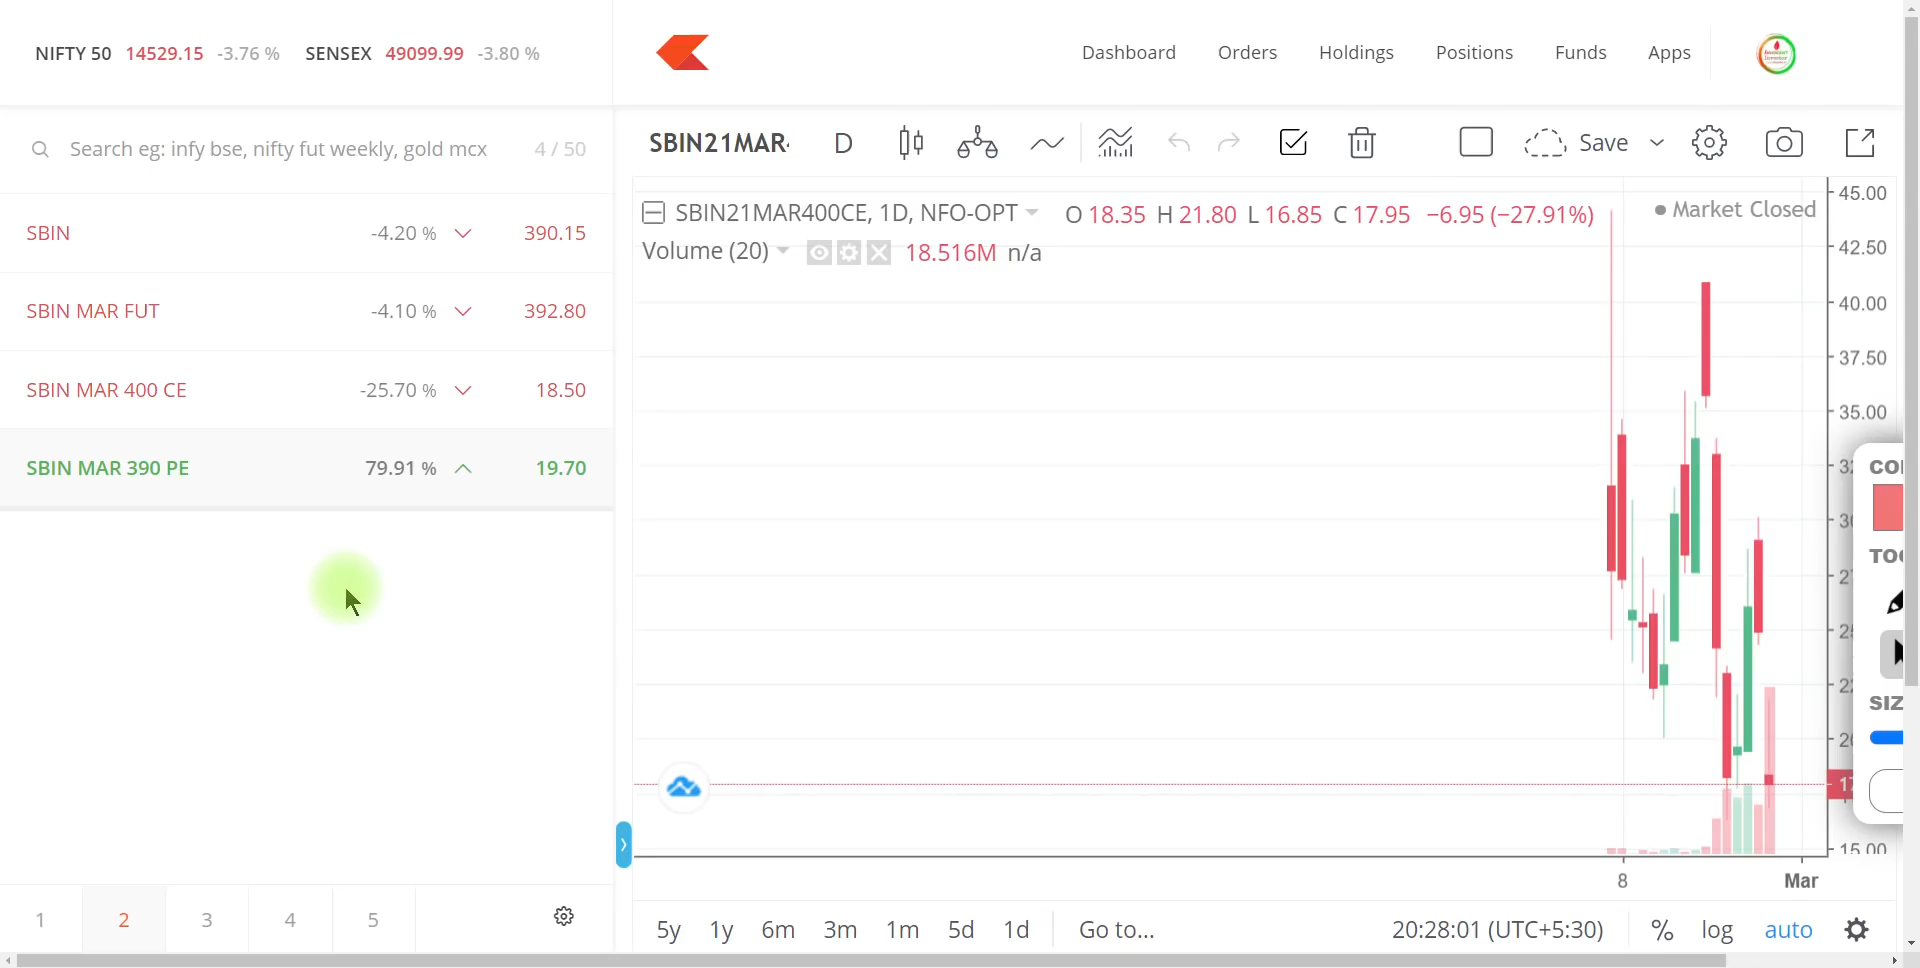 NIFTY 50 14529.15 -3.76 % SENSEX 49099.99 -3.80 %
Dashboard Orders Holdings Positions Funds Apps
Search eg: infy bse, nifty fut weekly, gold mcx 4 / 50
SBIN -4.20 % 390.15
SBIN MAR FUT -4.10 % 392.80
SBIN MAR 400 CE -25.70 % 18.50
SBIN MAR 390 PE 79.91 % 19.70
1 2 3 4 5
SBIN21MAR D Save
SBIN21MAR400CE, 1D, NFO-OPT O 18.35 H 21.80 L 16.85 C 17.95 −6.95 (−27.91%) Market Closed
Volume (20) 18.516M n/a
45.00
42.50
40.00
37.50
35.00
15.00
8 Mar
5y 1y 6m 3m 1m 5d 1d Go to... 20:28:01 (UTC+5:30) % log auto